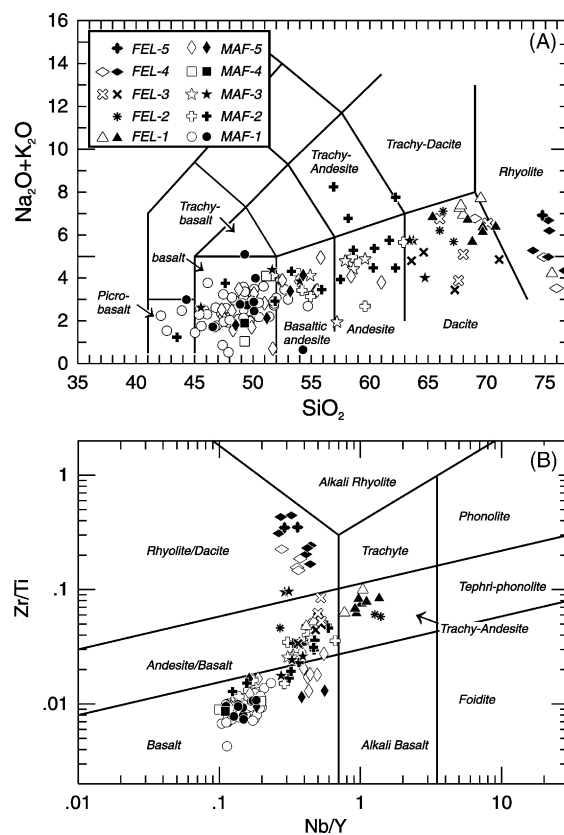 (A)
16
14
12
10
8
6
4
2
0
Na2O+K2O
FEL-5 MAF-5
FEL-4 MAF-4
FEL-3 MAF-3
FEL-2 MAF-2
FEL-1 MAF-1
Trachy-Andesite
Trachy-Dacite
Rhyolite
Trachy-basalt
basalt
Picro-basalt
Basaltic andesite
Andesite
Dacite
35 40 45 50 55 60 65 70 75
SiO2
(B)
1
.1
.01
Zr/Ti
Alkali Rhyolite
Phonolite
Rhyolite/Dacite
Trachyte
Tephri-phonolite
Trachy-Andesite
Andesite/Basalt
Foidite
Basalt
Alkali Basalt
.01 .1 1 10
Nb/Y